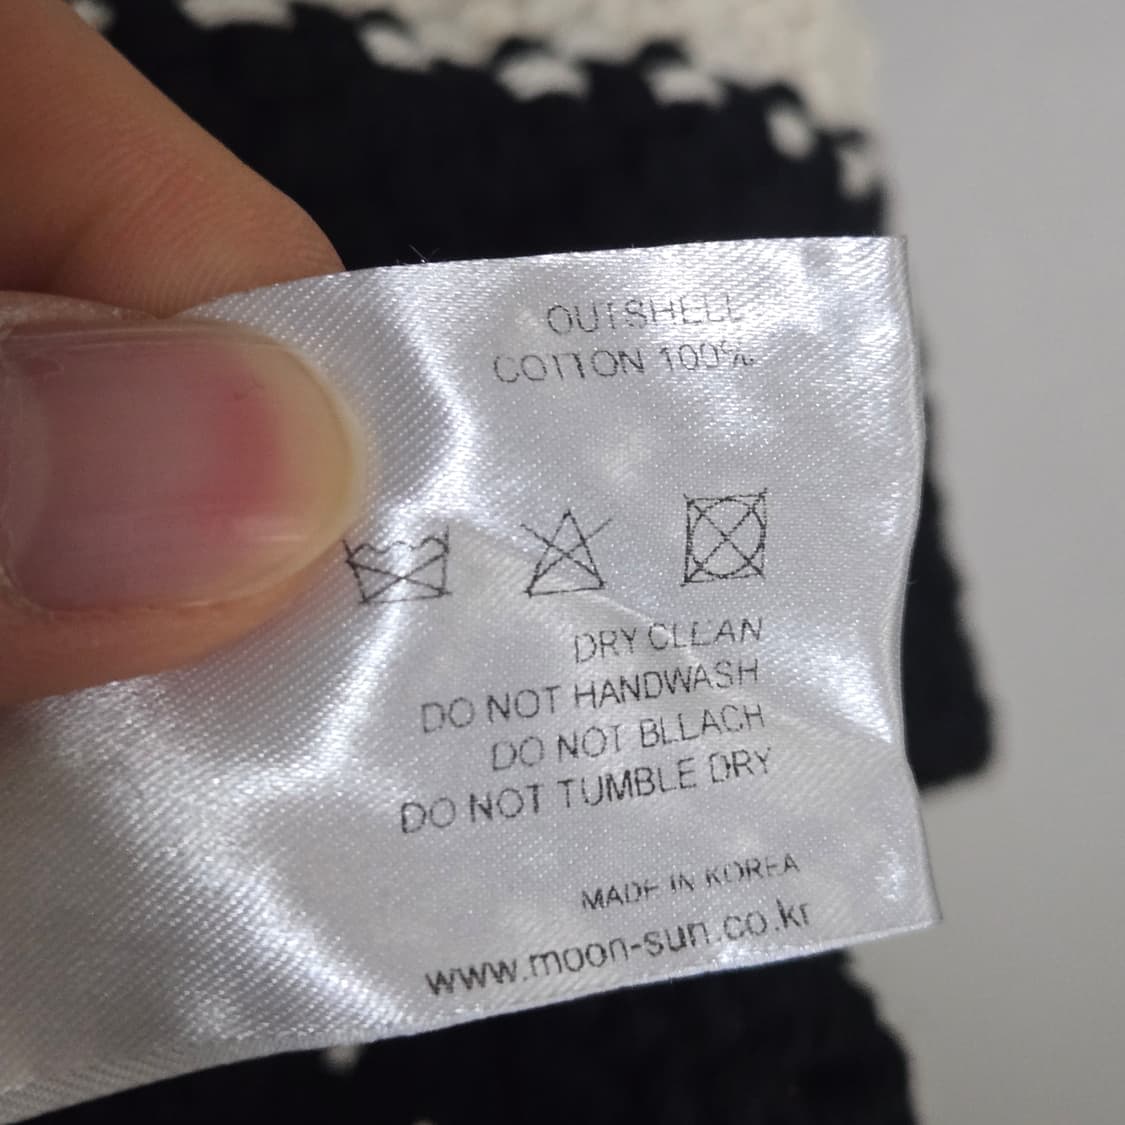 OUTSHELL
COTTON 100%
DRY CLEAN
DO NOT HANDWASH
DO NOT BLEACH
DO NOT TUMBLE DRY
MADE IN KOREA
www.moon-sun.co.kr